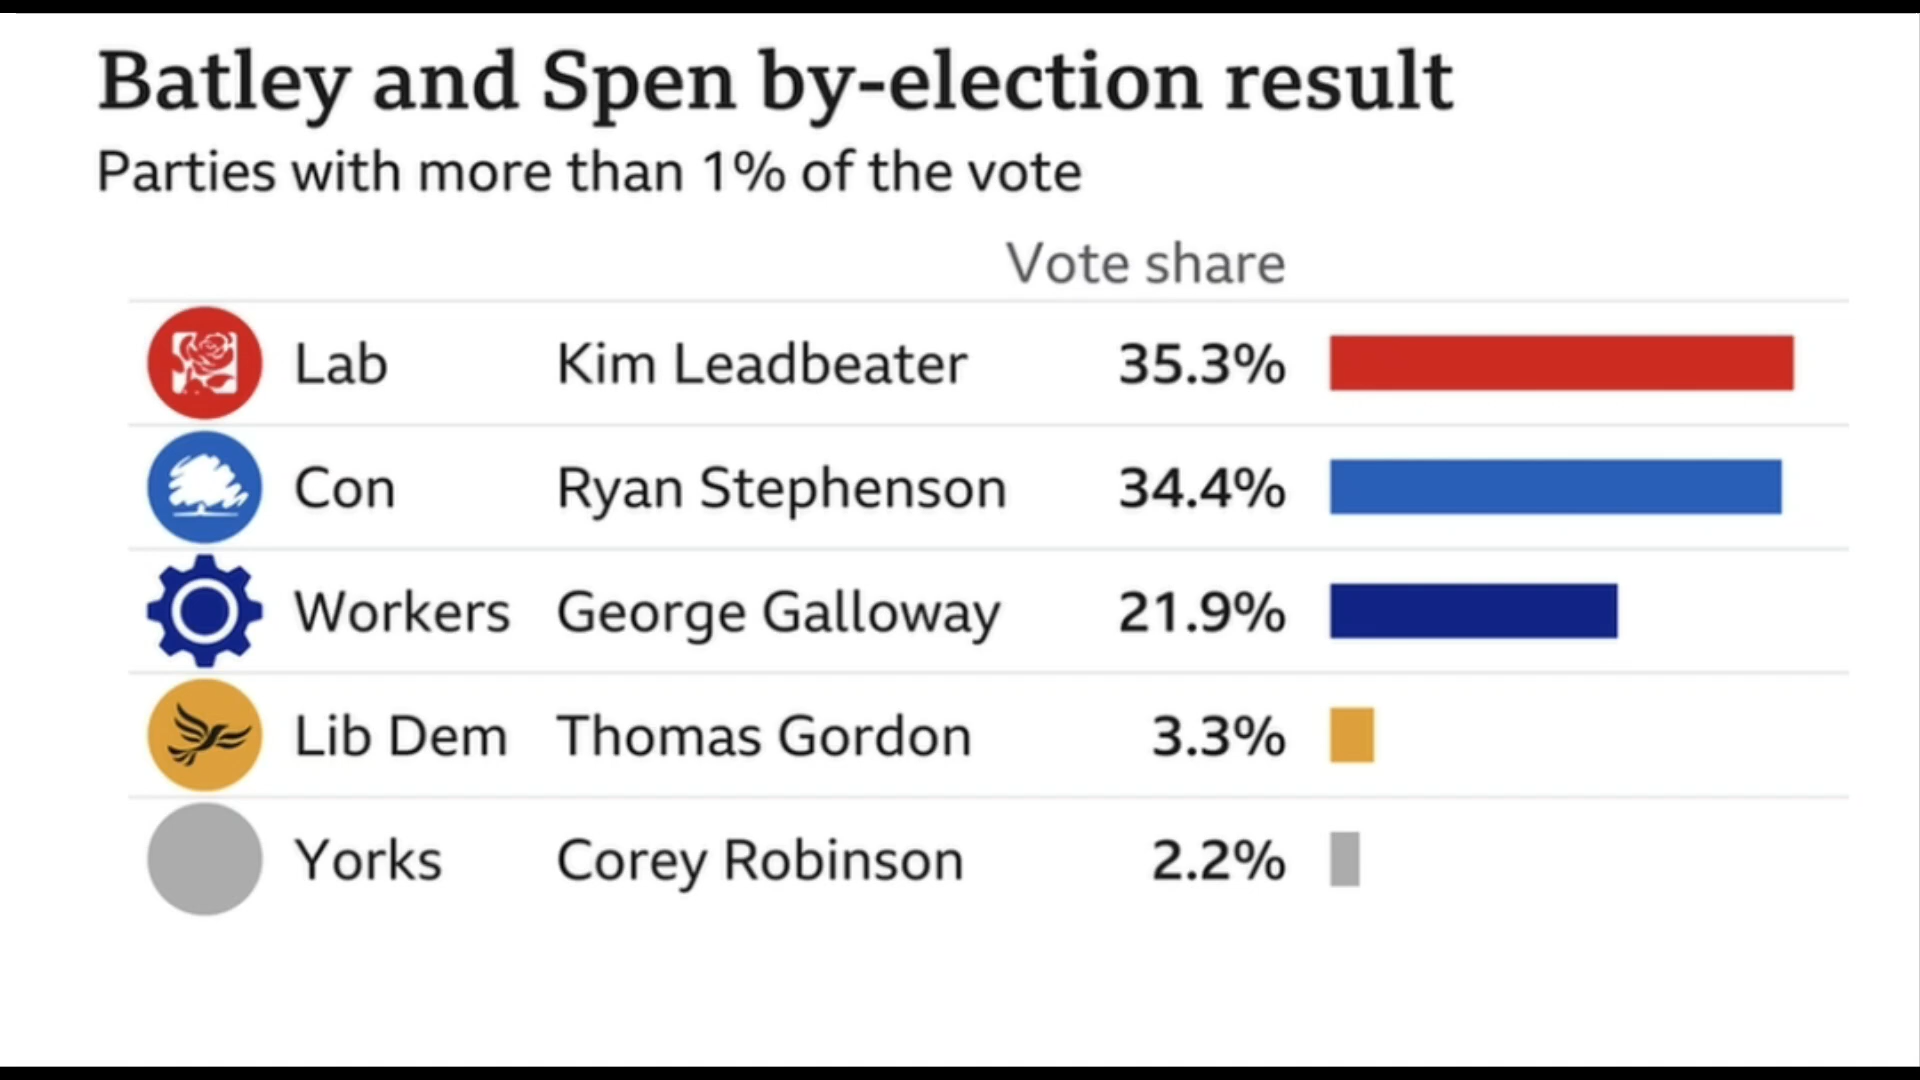 Batley and Spen by-election result
Parties with more than 1% of the vote
Vote share
Lab Kim Leadbeater 35.3%
Con Ryan Stephenson 34.4%
Workers George Galloway 21.9%
Lib Dem Thomas Gordon 3.3%
Yorks Corey Robinson 2.2%